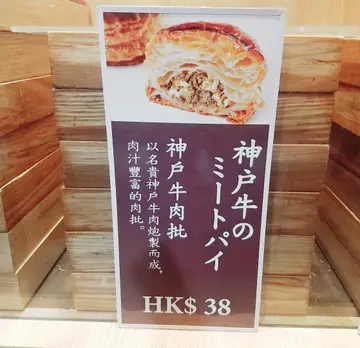 神戸牛の
ミートパイ
神戸牛肉批
以名貴神戸牛肉炮製而成，
肉汁豐富的肉批。
HK$ 38